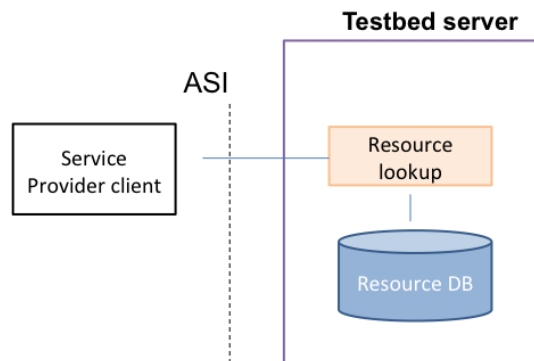 Testbed server
ASI
Service
Provider client
Resource
lookup
Resource DB